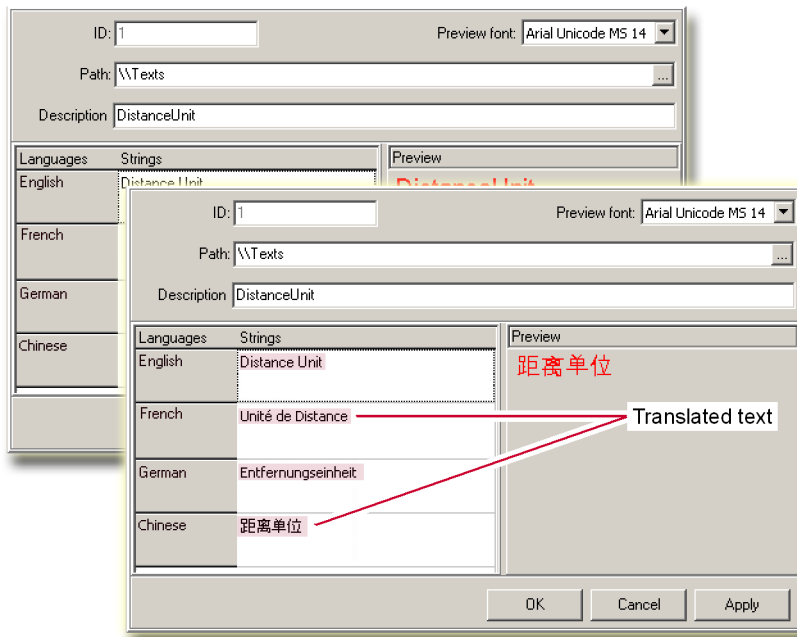 ID: 1
Preview font: Arial Unicode MS 14
Path: \\Texts ...
Description DistanceUnit
Languages Strings
Preview
English Distance Unit
DistanceUnit
French
German
Chinese
ID: 1
Preview font: Arial Unicode MS 14
Path: \\Texts ...
Description DistanceUnit
Languages Strings
Preview
English Distance Unit
距离单位
French Unité de Distance
Translated text
German Entfernungseinheit
Chinese 距离单位
OK Cancel Apply